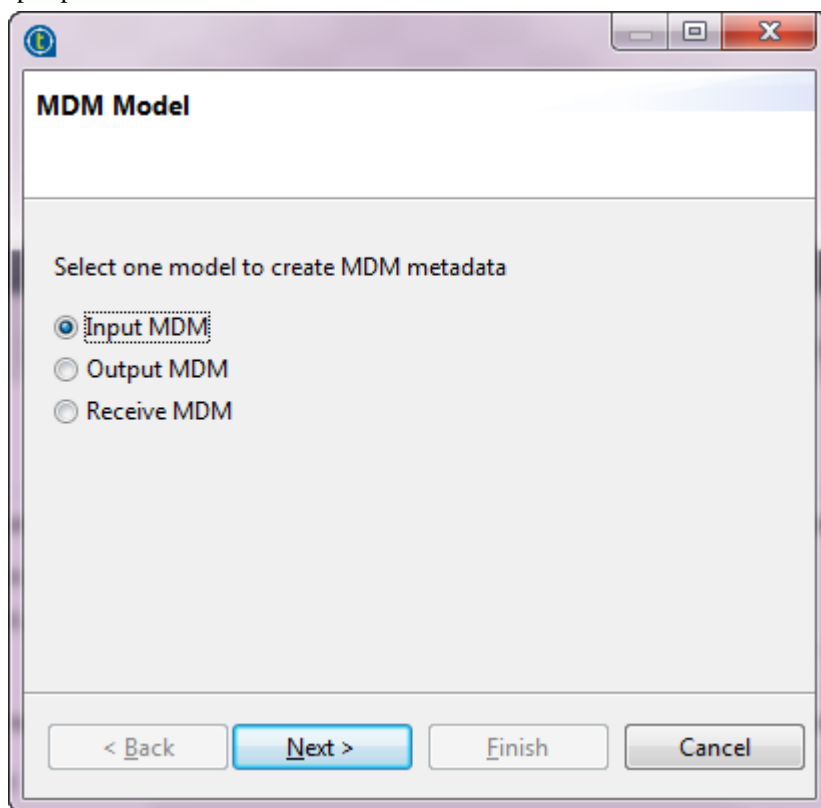 MDM Model
Select one model to create MDM metadata
Input MDM
Output MDM
Receive MDM
< Back Next > Finish Cancel